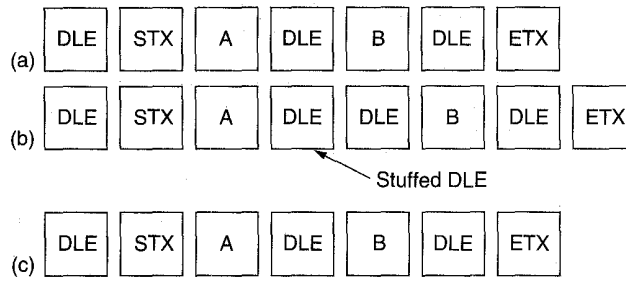 (a) DLE STX A DLE B DLE ETX
(b) DLE STX A DLE DLE B DLE ETX
Stuffed DLE
(c) DLE STX A DLE B DLE ETX